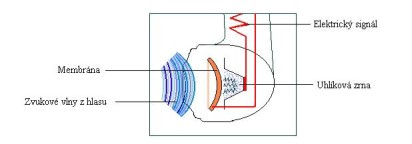 Elektrický signál
Membrána
Uhlíková zrna
Zvukové vlny z hlasu